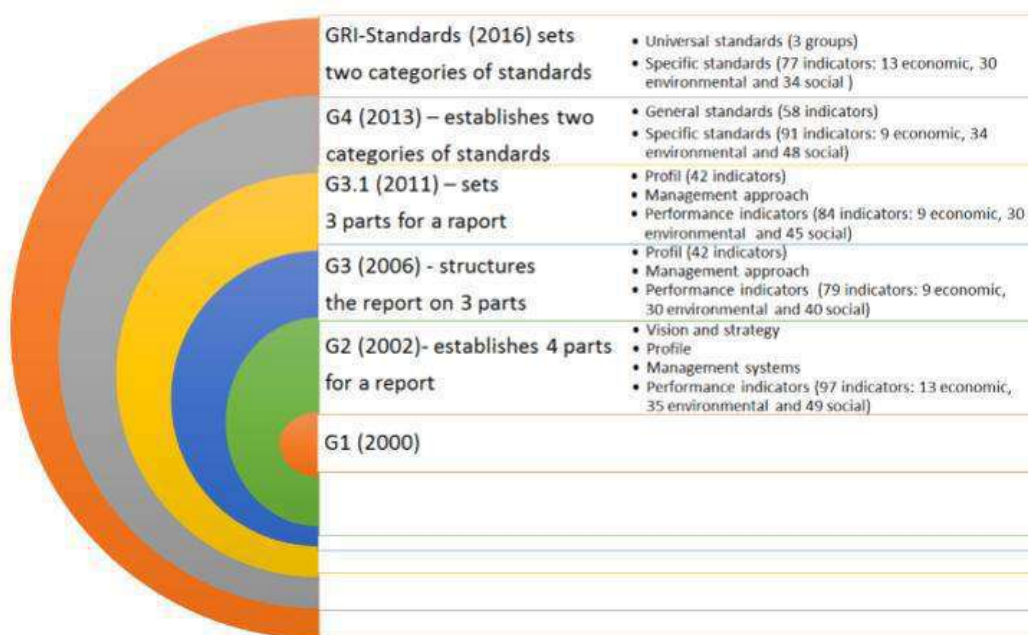 GRI-Standards (2016) sets
two categories of standards
• Universal standards (3 groups)
• Specific standards (77 indicators: 13 economic, 30
environmental and 34 social )
G4 (2013) – establishes two
categories of standards
• General standards (58 indicators)
• Specific standards (91 indicators: 9 economic, 34
environmental and 48 social)
G3.1 (2011) – sets
3 parts for a raport
• Profil (42 indicators)
• Management approach
• Performance indicators (84 indicators: 9 economic, 30
environmental and 45 social)
G3 (2006) - structures
the report on 3 parts
• Profil (42 indicators)
• Management approach
• Performance indicators (79 indicators: 9 economic,
30 environmental and 40 social)
G2 (2002)- establishes 4 parts
for a report
• Vision and strategy
• Profile
• Management systems
• Performance indicators (97 indicators: 13 economic,
35 environmental and 49 social)
G1 (2000)